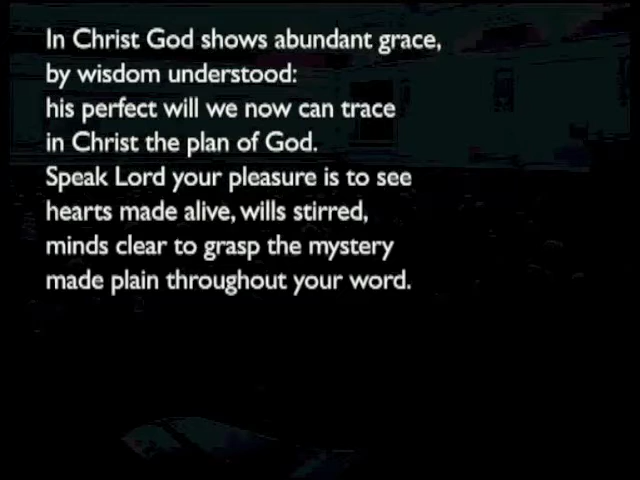 In Christ God shows abundant grace,
by wisdom understood:
his perfect will we now can trace
in Christ the plan of God.
Speak Lord your pleasure is to see
hearts made alive, wills stirred,
minds clear to grasp the mystery
made plain throughout your word.